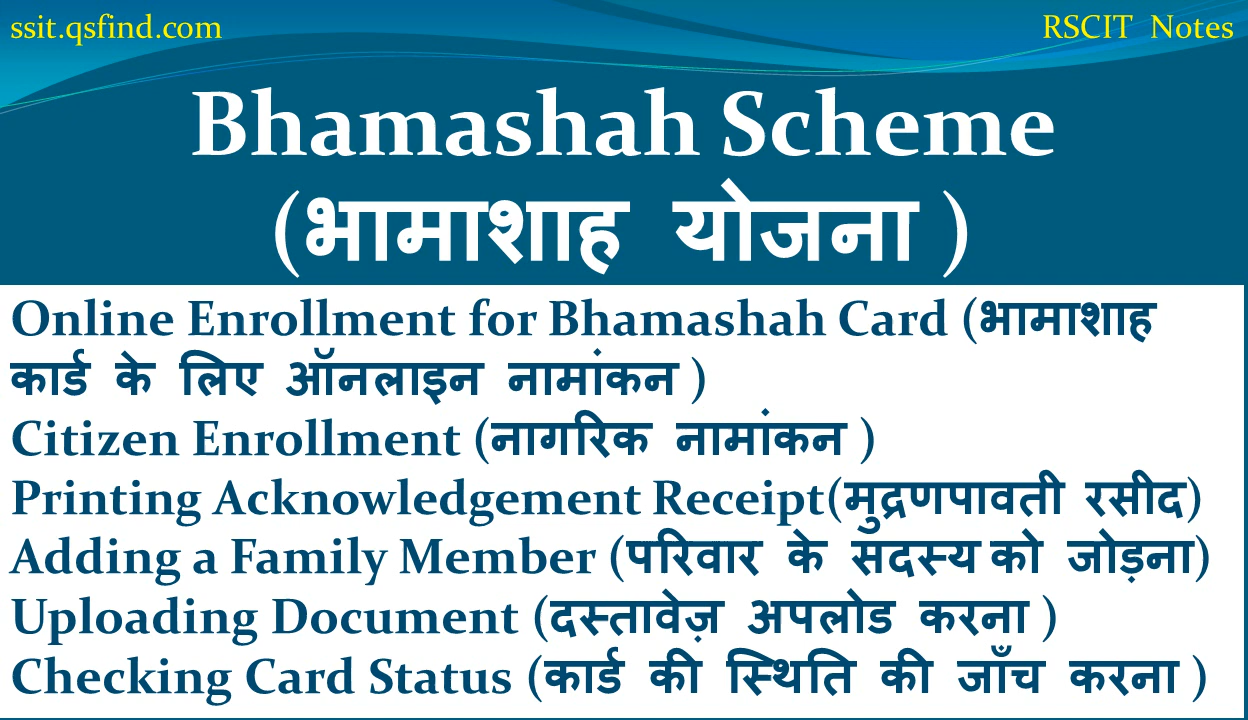 ssit.qsfind.com
RSCIT Notes
Bhamashah Scheme
(भामाशाह योजना )
Online Enrollment for Bhamashah Card (भामाशाह
कार्ड के लिए ऑनलाइन नामांकन )
Citizen Enrollment (नागरिक नामांकन )
Printing Acknowledgement Receipt(मुद्रणपावती रसीद)
Adding a Family Member (परिवार के सदस्य को जोड़ना)
Uploading Document (दस्तावेज़ अपलोड करना )
Checking Card Status (कार्ड की स्थिति की जाँच करना )